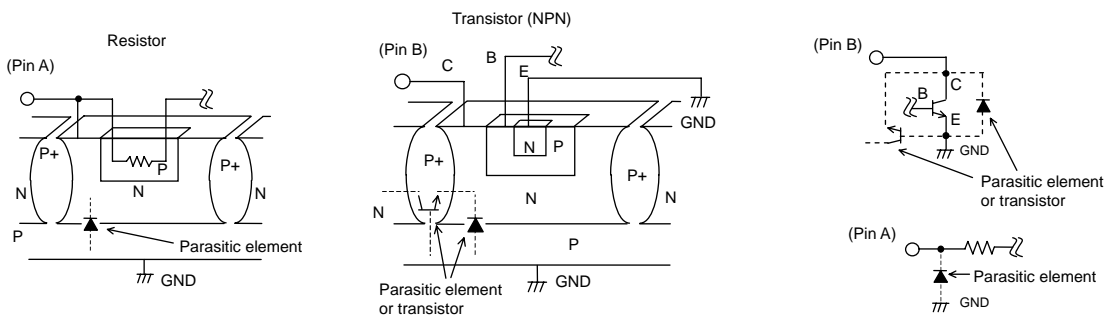 Resistor
(Pin A)
P+
P
P+
N
N
N
P
Parasitic element
GND
Transistor (NPN)
(Pin B)
C
B
E
GND
N
P
P+
P+
N
N
N
P
GND
Parasitic element
or transistor
(Pin B)
C
B
E
GND
Parasitic element
or transistor
(Pin A)
Parasitic element
GND